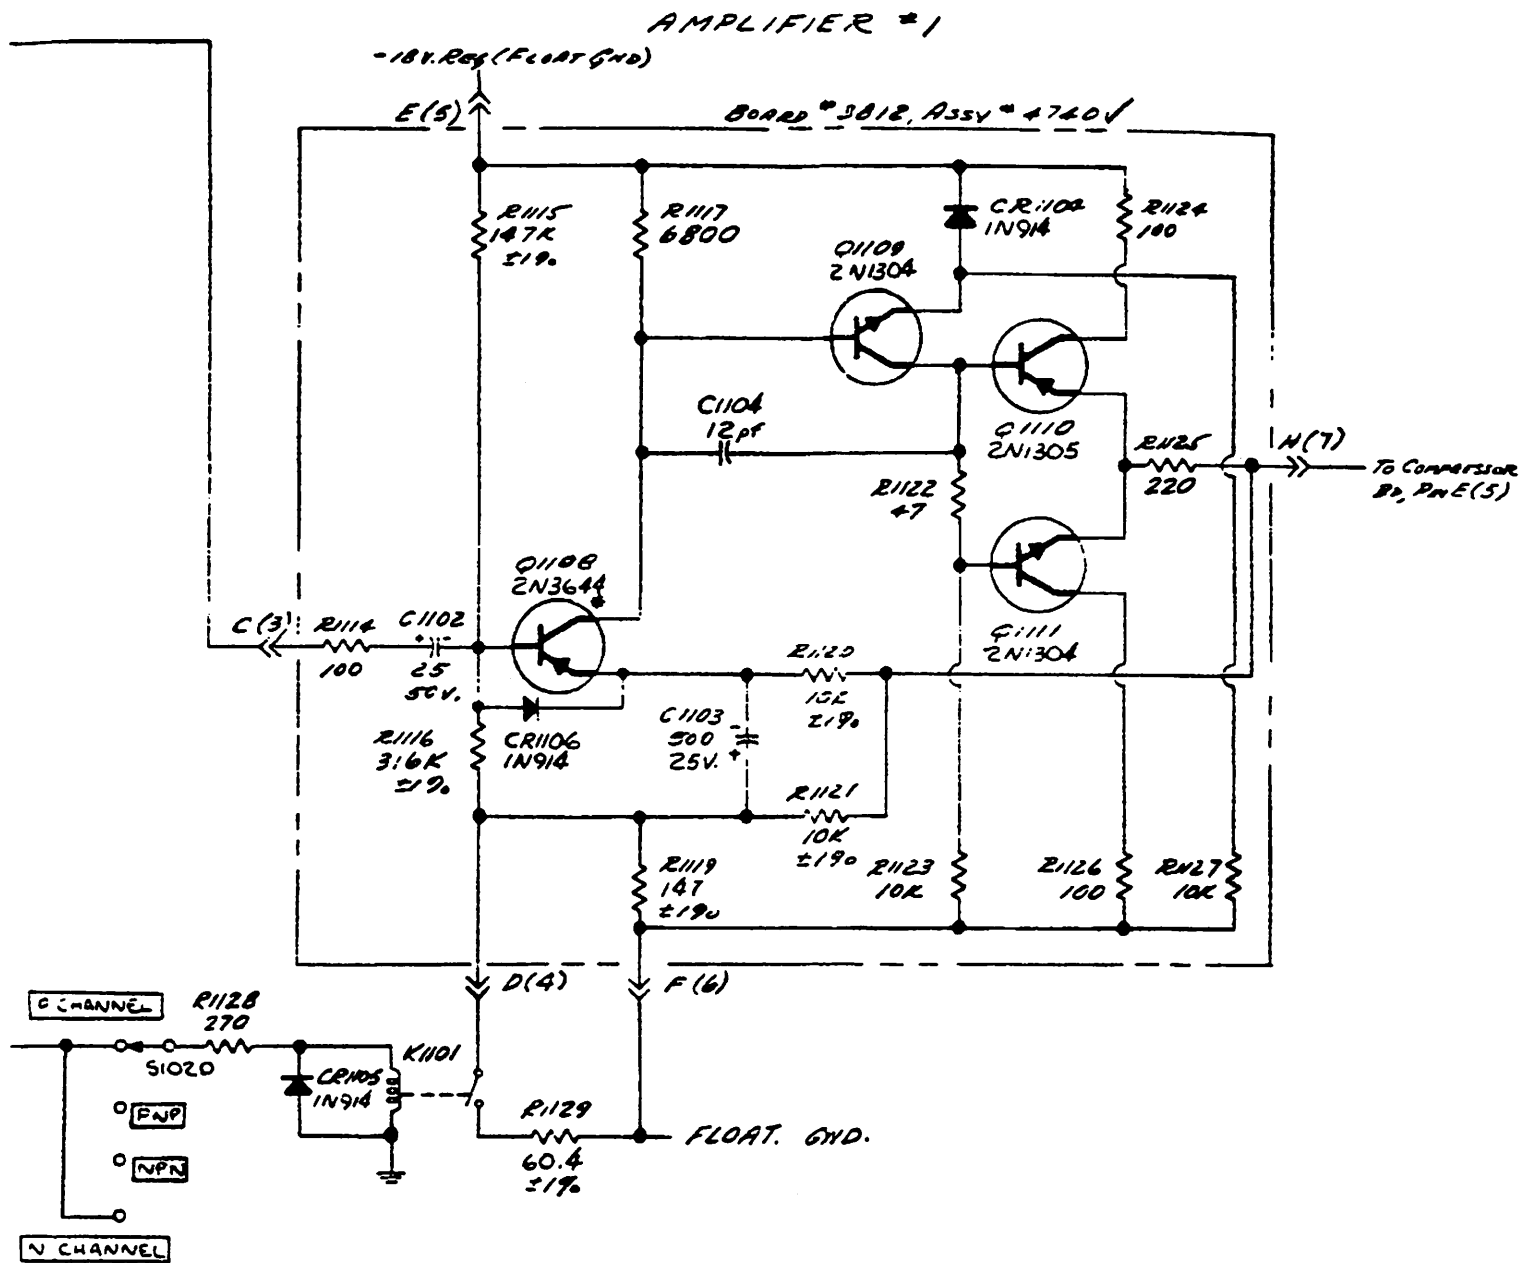 AMPLIFIER #1
-18V. REG (FLOAT GND)
E(5)
BOARD #3812, ASSY #4740✓
R1115
147K
±1%
R1117
6800
CR1104
1N914
R1124
100
Q1109
2N1304
C1104
12pf
Q1110
2N1305
R1125
220
H(7)
TO COMPRESSOR
BD, PIN E(5)
R1122
47
Q1108
2N3644
*
Q1111
2N1304
C(3)
R1114
100
C1102
+ -
25
50V.
R1120
10K
±1%
R1116
3.16K
±1%
CR1106
1N914
C1103
500
25V.
-
+
R1121
10K
±1%
R1119
147
±1%
R1123
10K
R1126
100
R1127
10K
D(4)
F(6)
P CHANNEL
R1128
270
S1020
CR1105
1N914
K1101
PNP
NPN
N CHANNEL
R1129
60.4
±1%
FLOAT. GND.